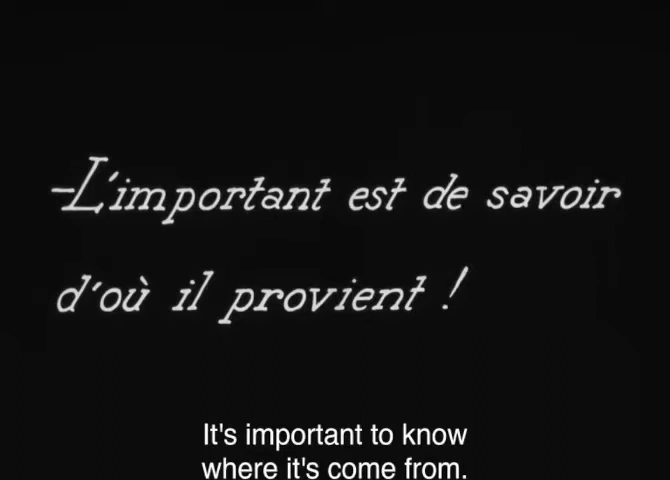 -L'important est de savoir
d'où il provient !
It's important to know
where it's come from.